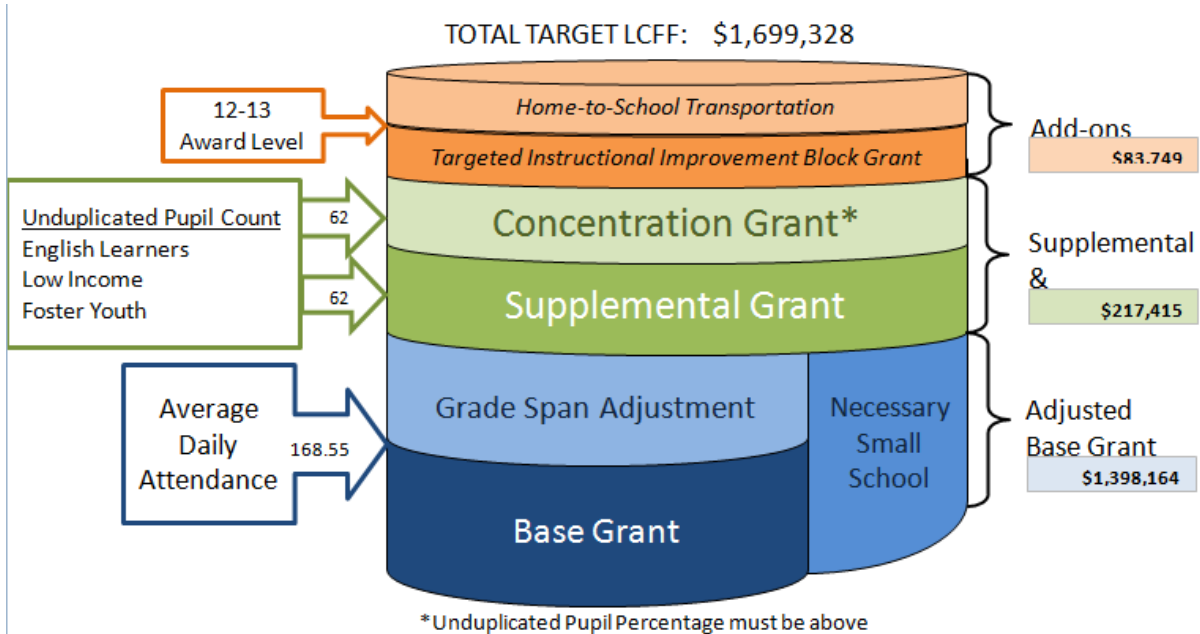 TOTAL TARGET LCFF: $1,699,328
12-13
Award Level
Home-to-School Transportation
Targeted Instructional Improvement Block Grant
Add-ons
$83,749
Unduplicated Pupil Count
English Learners
Low Income
Foster Youth
62
62
Concentration Grant*
Supplemental Grant
Supplemental
&
$217,415
Average
Daily
Attendance
168.55
Grade Span Adjustment
Base Grant
Necessary
Small
School
Adjusted
Base Grant
$1,398,164
*Unduplicated Pupil Percentage must be above